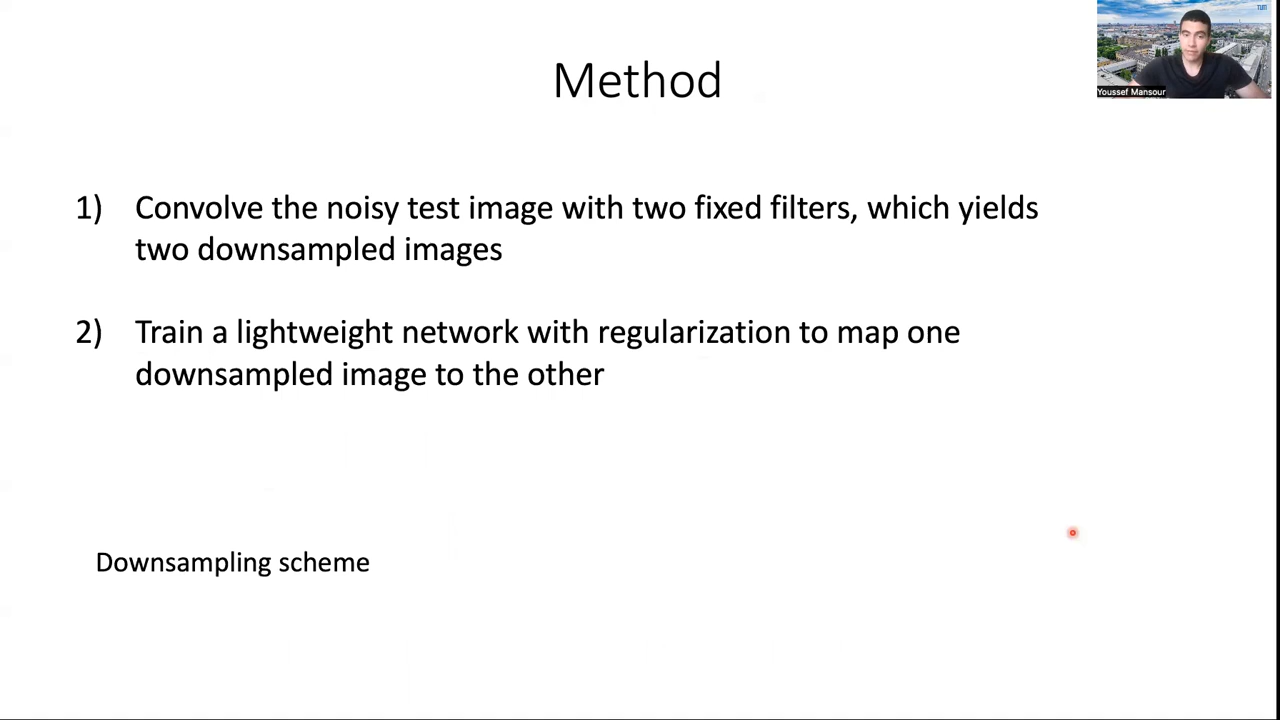 Method
Youssef Mansour
1) Convolve the noisy test image with two fixed filters, which yields
two downsampled images
2) Train a lightweight network with regularization to map one
downsampled image to the other
Downsampling scheme